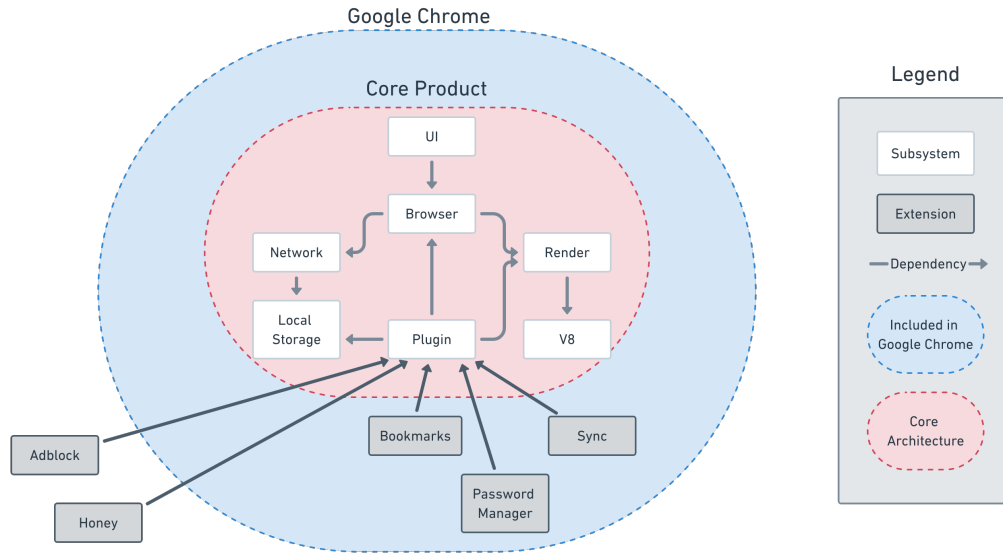 Google Chrome
Core Product
Legend
UI
Subsystem
Browser
Extension
Network
Render
Dependency
Local
Storage
Plugin
V8
Included in
Google Chrome
Core
Architecture
Bookmarks
Sync
Adblock
Password
Manager
Honey